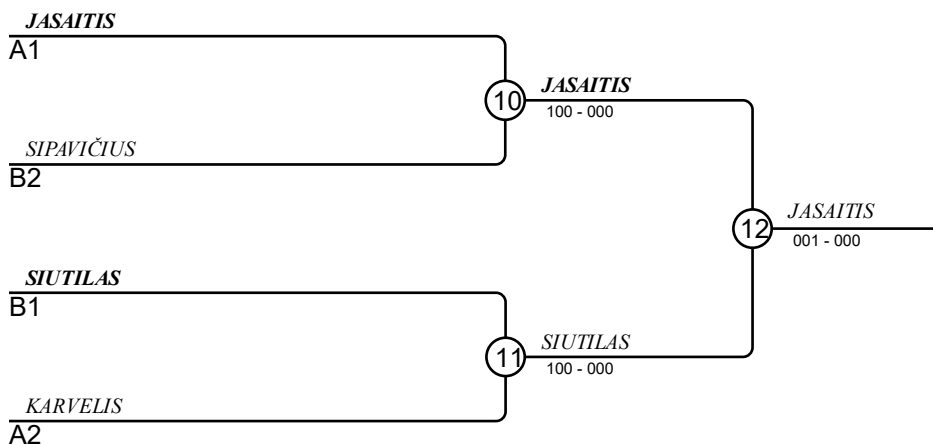 JASAITIS
A1
10
JASAITIS
100 - 000
SIPAVIČIUS
B2
12
JASAITIS
001 - 000
SIUTILAS
B1
11
SIUTILAS
100 - 000
KARVELIS
A2